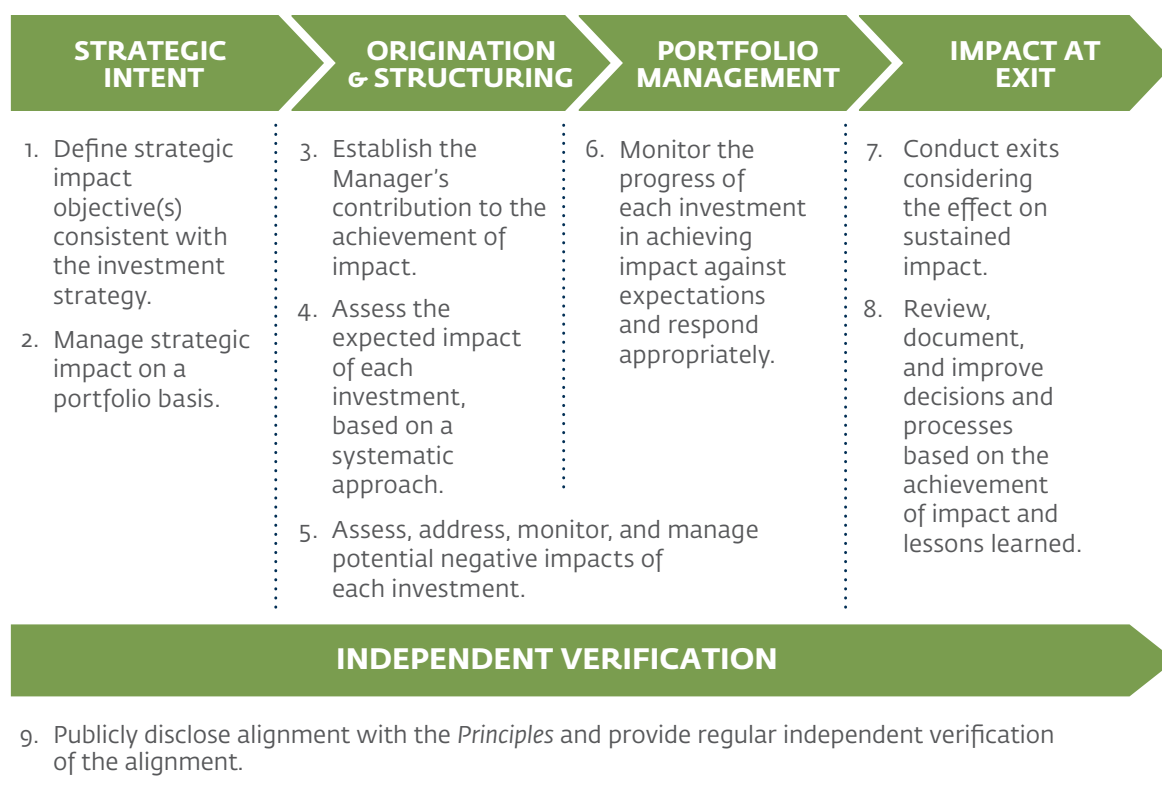 STRATEGIC
INTENT
ORIGINATION
& STRUCTURING
PORTFOLIO
MANAGEMENT
IMPACT AT
EXIT
1. Define strategic
impact
objective(s)
consistent with
the investment
strategy.
2. Manage strategic
impact on a
portfolio basis.
3. Establish the
Manager’s
contribution to the
achievement of
impact.
4. Assess the
expected impact
of each
investment,
based on a
systematic
approach.
5. Assess, address, monitor, and manage
potential negative impacts of
each investment.
6. Monitor the
progress of
each investment
in achieving
impact against
expectations
and respond
appropriately.
7. Conduct exits
considering
the effect on
sustained
impact.
8. Review,
document,
and improve
decisions and
processes
based on the
achievement
of impact and
lessons learned.
INDEPENDENT VERIFICATION
9. Publicly disclose alignment with the Principles and provide regular independent verification
of the alignment.